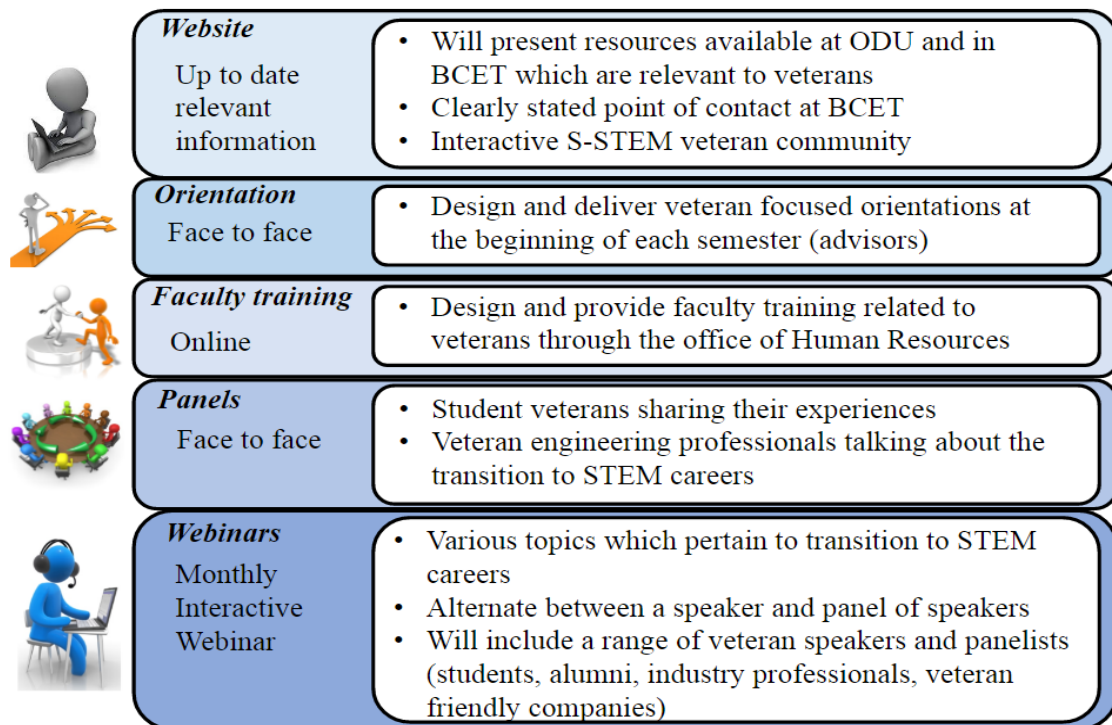 Website
Up to date
relevant
information
• Will present resources available at ODU and in
BCET which are relevant to veterans
• Clearly stated point of contact at BCET
• Interactive S-STEM veteran community
Orientation
Face to face
• Design and deliver veteran focused orientations at
the beginning of each semester (advisors)
Faculty training
Online
• Design and provide faculty training related to
veterans through the office of Human Resources
Panels
Face to face
• Student veterans sharing their experiences
• Veteran engineering professionals talking about the
transition to STEM careers
Webinars
Monthly
Interactive
Webinar
• Various topics which pertain to transition to STEM
careers
• Alternate between a speaker and panel of speakers
• Will include a range of veteran speakers and panelists
(students, alumni, industry professionals, veteran
friendly companies)